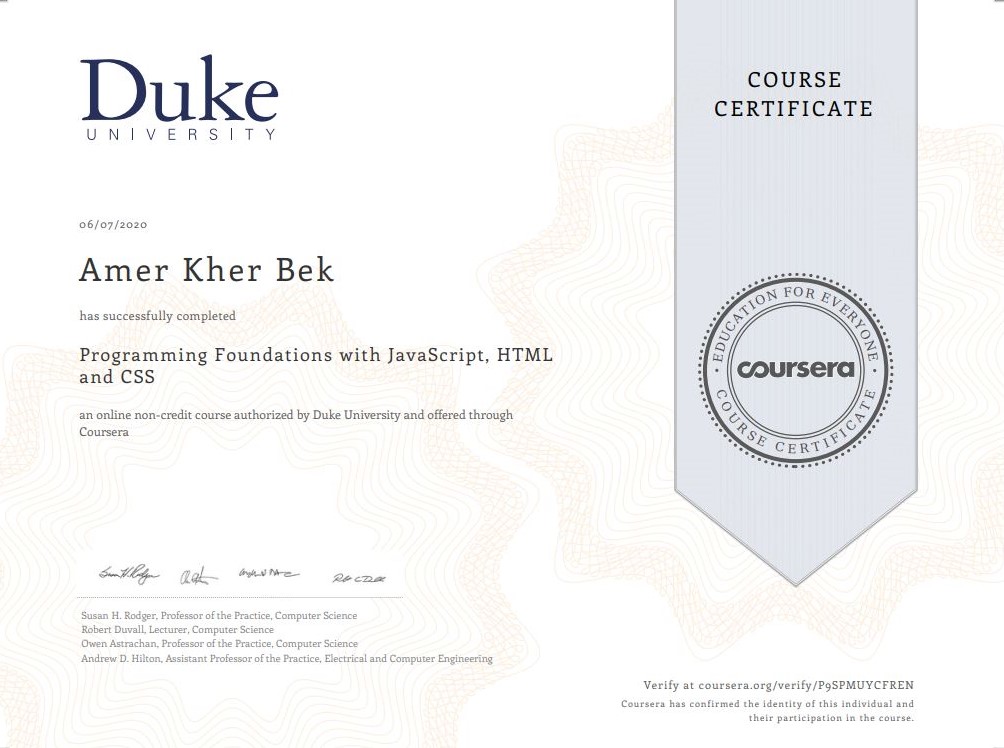 Duke
UNIVERSITY
COURSE
CERTIFICATE
06/07/2020
Amer Kher Bek
has successfully completed
Programming Foundations with JavaScript, HTML
and CSS
an online non-credit course authorized by Duke University and offered through
Coursera
EDUCATION FOR EVERYONE
coursera
COURSE CERTIFICATE
Susan H. Rodger, Professor of the Practice, Computer Science
Robert Duvall, Lecturer, Computer Science
Owen Astrachan, Professor of the Practice, Computer Science
Andrew D. Hilton, Assistant Professor of the Practice, Electrical and Computer Engineering
Verify at coursera.org/verify/P9SPMUYCFREN
Coursera has confirmed the identity of this individual and
their participation in the course.